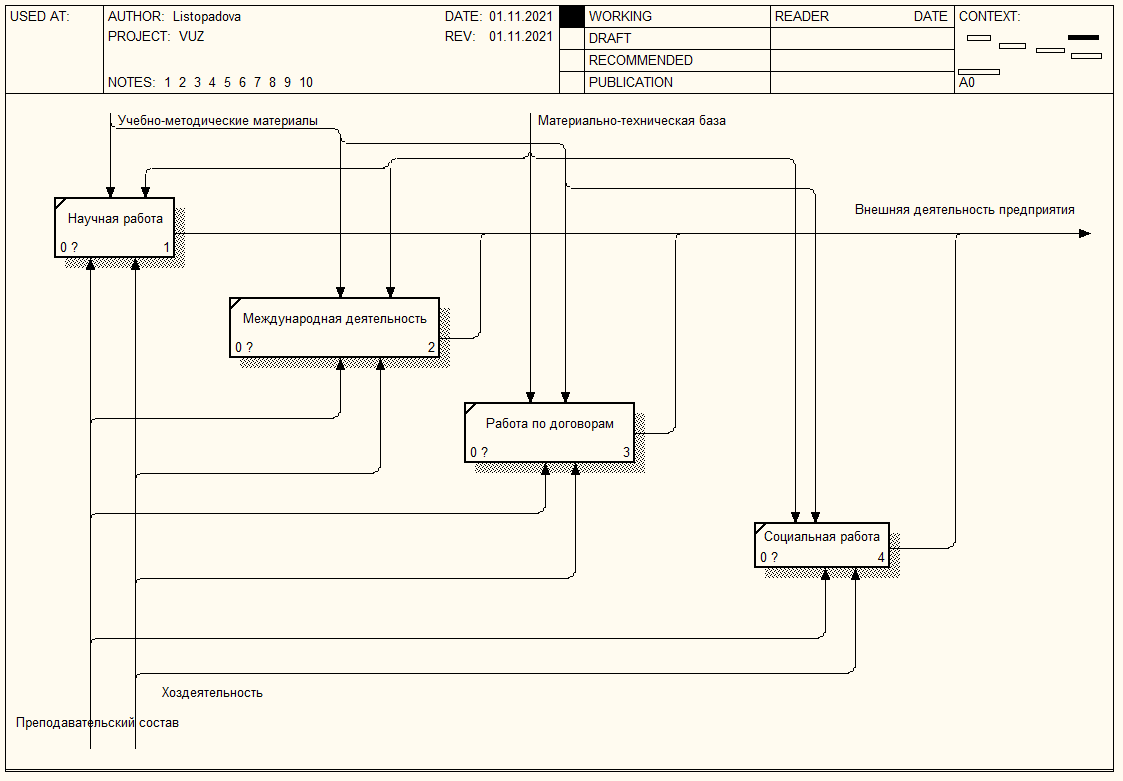 USED AT:
AUTHOR: Listopadova
DATE: 01.11.2021
PROJECT: VUZ
REV: 01.11.2021
NOTES: 1 2 3 4 5 6 7 8 9 10
WORKING
DRAFT
RECOMMENDED
PUBLICATION
READER DATE
CONTEXT:
A0
Учебно-методические материалы
Материально-техническая база
Внешняя деятельность предприятия
Научная работа
0 ? 1
Международная деятельность
0 ? 2
Работа по договорам
0 ? 3
Социальная работа
0 ? 4
Хоздеятельность
Преподавательский состав